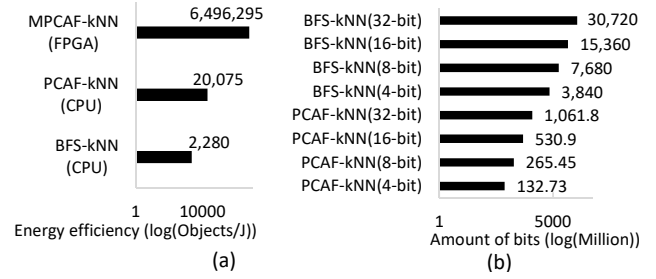 MPCAF-kNN
(FPGA)
6,496,295
PCAF-kNN
(CPU)
20,075
BFS-kNN
(CPU)
2,280
1 10000
Energy efficiency (log(Objects/J))
(a)
BFS-kNN(32-bit) 30,720
BFS-kNN(16-bit) 15,360
BFS-kNN(8-bit) 7,680
BFS-kNN(4-bit) 3,840
PCAF-kNN(32-bit) 1,061.8
PCAF-kNN(16-bit) 530.9
PCAF-kNN(8-bit) 265.45
PCAF-kNN(4-bit) 132.73
1 5000
Amount of bits (log(Million))
(b)